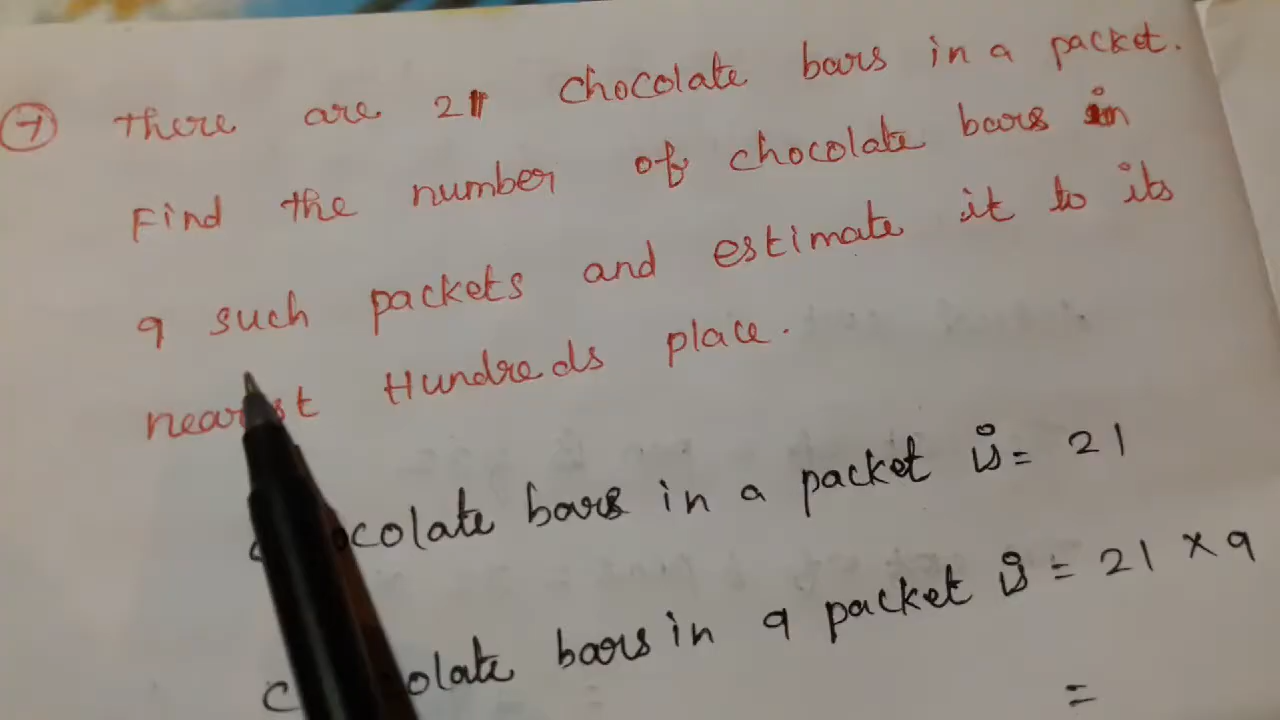 7 There are 21 chocolate bars in a packet.
Find the number of chocolate bars in
9 such packets and estimate it to its
nearest Hundreds place.
chocolate bars in a packet is = 21
chocolate bars in 9 packet is = 21 × 9
=